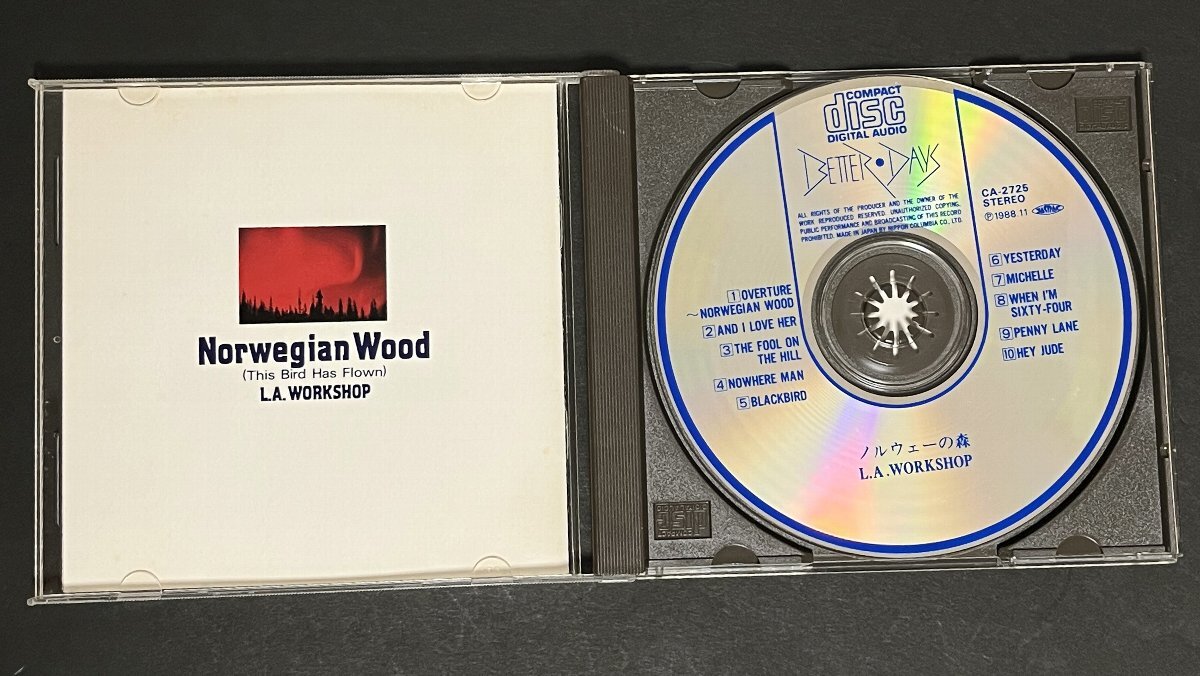 Norwegian Wood
(This Bird Has Flown)
L.A. WORKSHOP
COMPACT
disc
DIGITAL AUDIO
BETTER・DAYS
ALL RIGHTS OF THE PRODUCER AND THE OWNER OF THE
WORK REPRODUCED RESERVED. UNAUTHORIZED COPYING,
PUBLIC PERFORMANCE AND BROADCASTING OF THIS RECORD
PROHIBITED. MADE IN JAPAN BY NIPPON COLUMBIA CO., LTD.
CA-2725
STEREO
℗1988.11
1 OVERTURE
～NORWEGIAN WOOD
2 AND I LOVE HER
3 THE FOOL ON
THE HILL
4 NOWHERE MAN
5 BLACKBIRD
6 YESTERDAY
7 MICHELLE
8 WHEN I'M
SIXTY-FOUR
9 PENNY LANE
10 HEY JUDE
ノルウェーの森
L.A.WORKSHOP